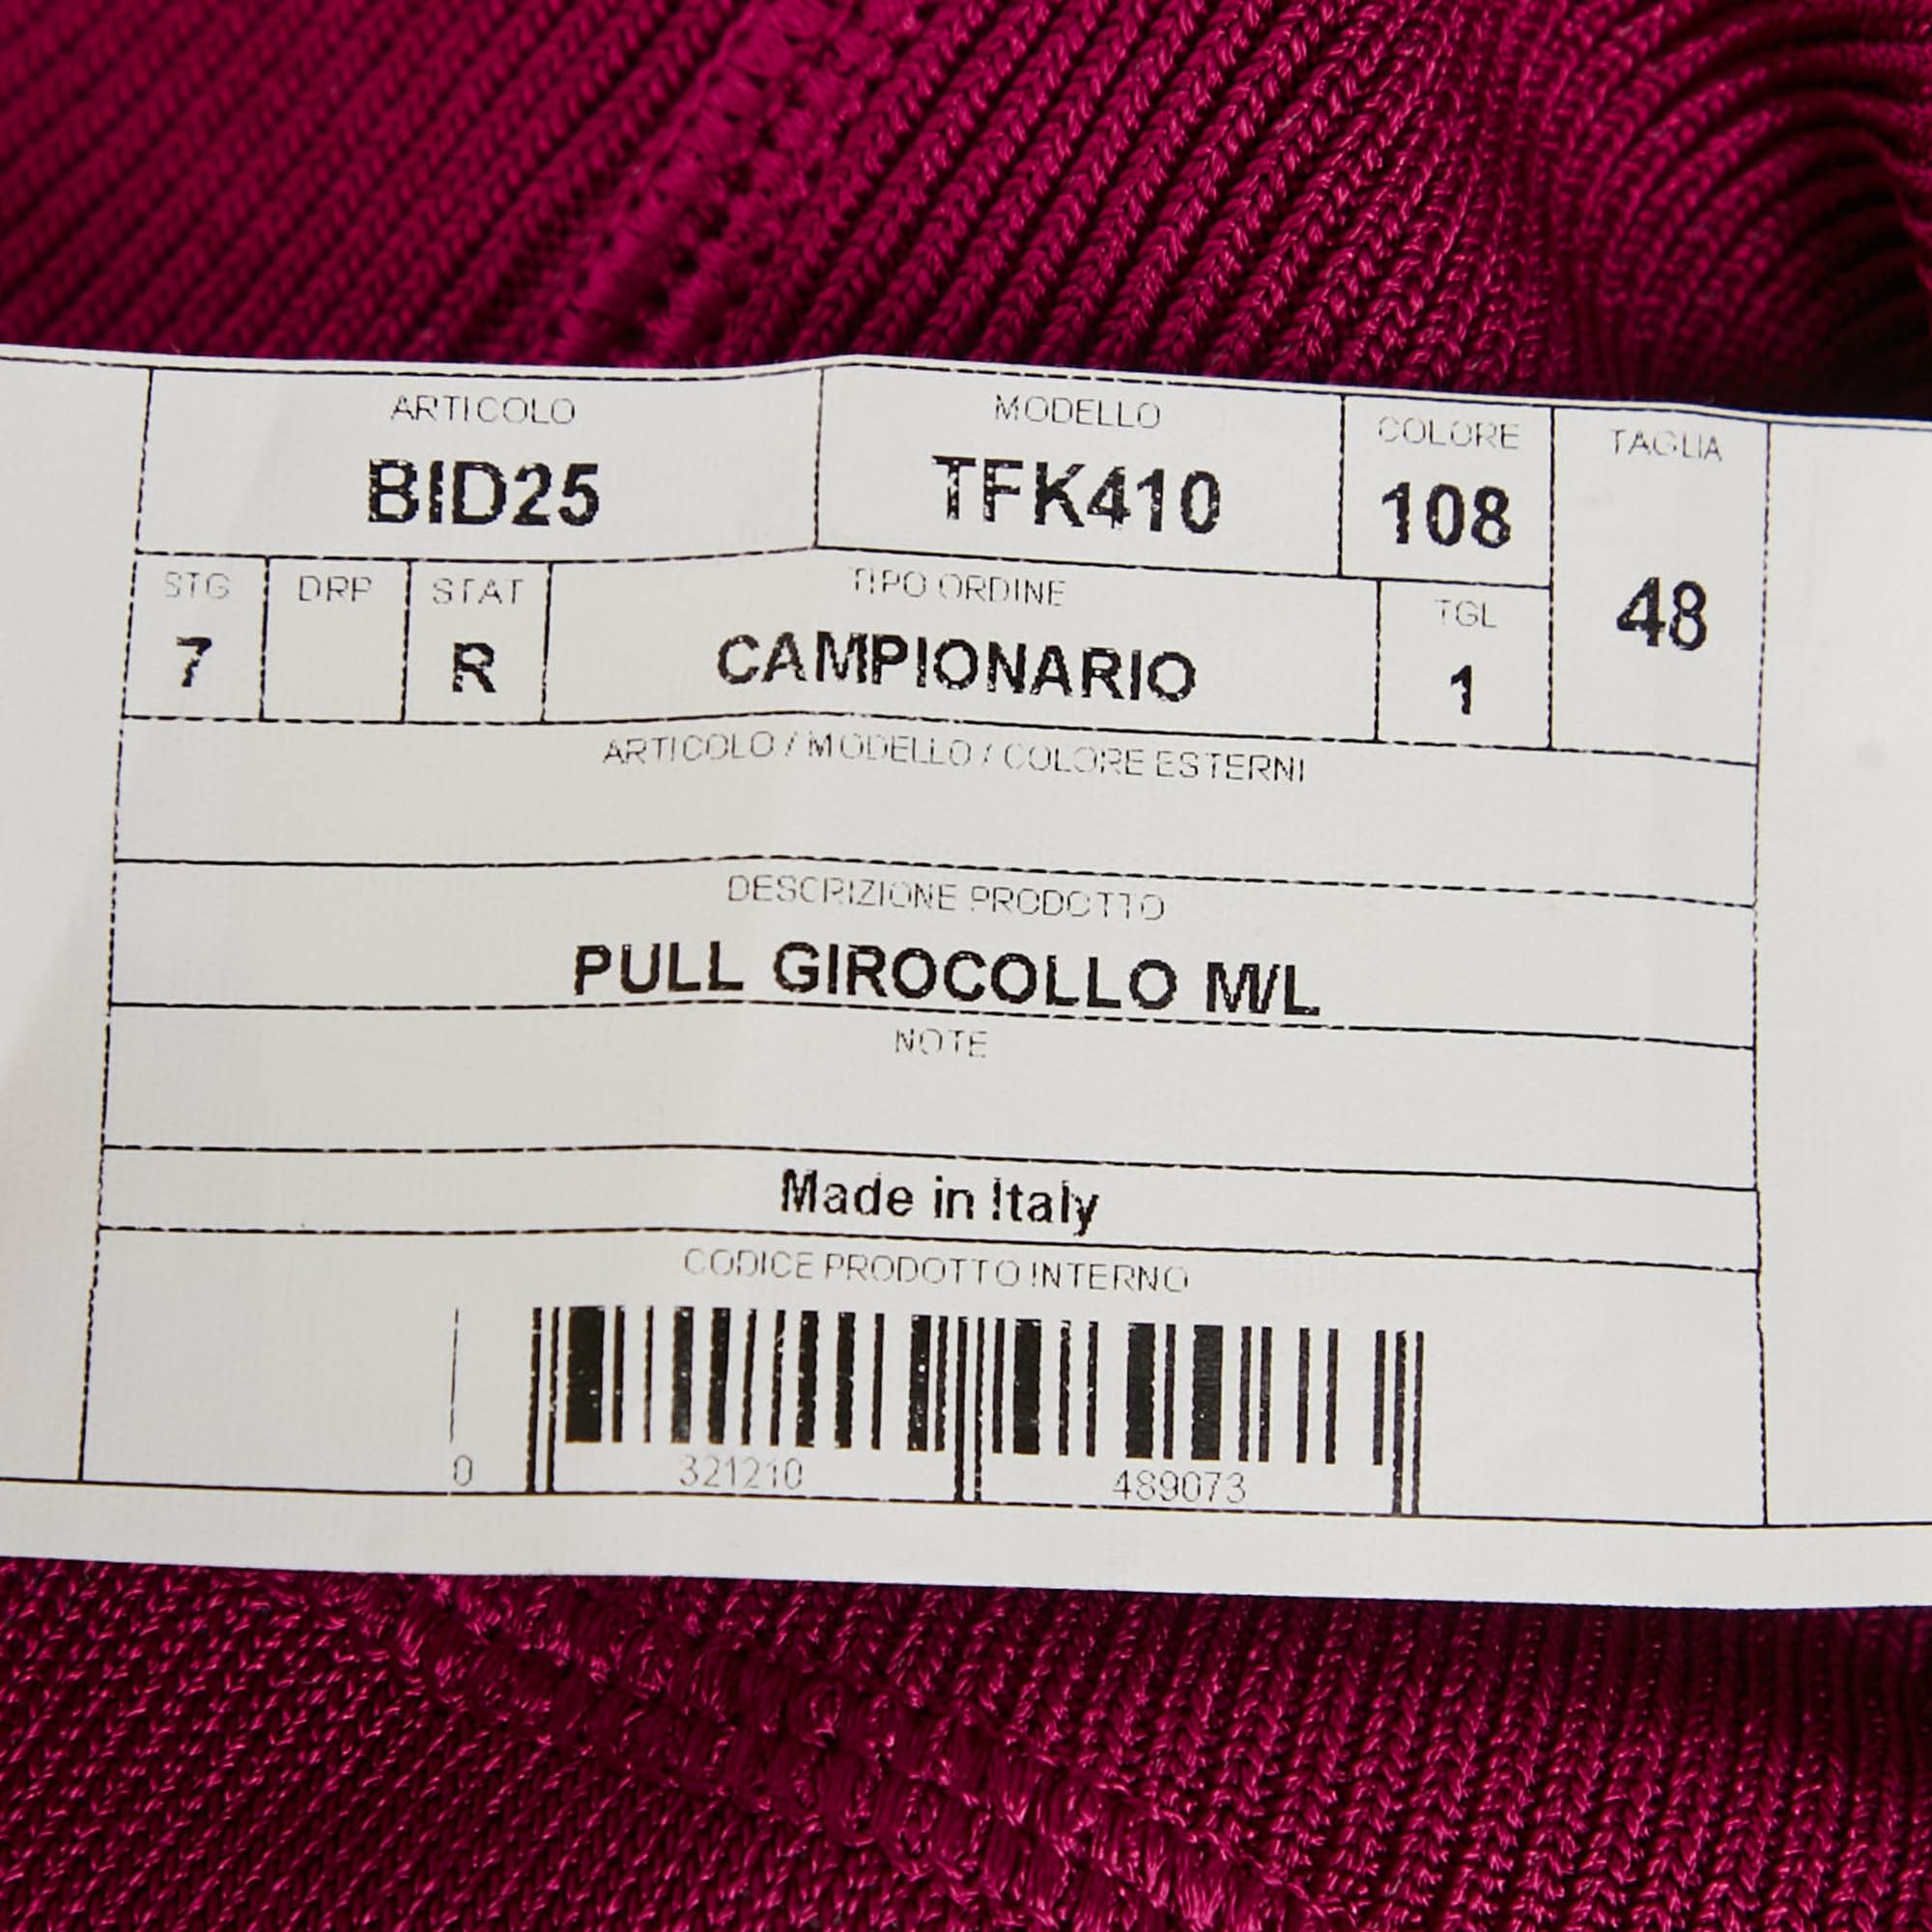 ARTICOLO MODELLO COLORE TAGLIA
BID25 TFK410 108 48
STG DRP STAT TIPO ORDINE TGL
7 R CAMPIONARIO 1
ARTICOLO / MODELLO / COLORE ESTERNI
DESCRIZIONE PRODOTTO
PULL GIROCOLLO M/L
NOTE
Made in Italy
CODICE PRODOTTO INTERNO
0 321210 489073